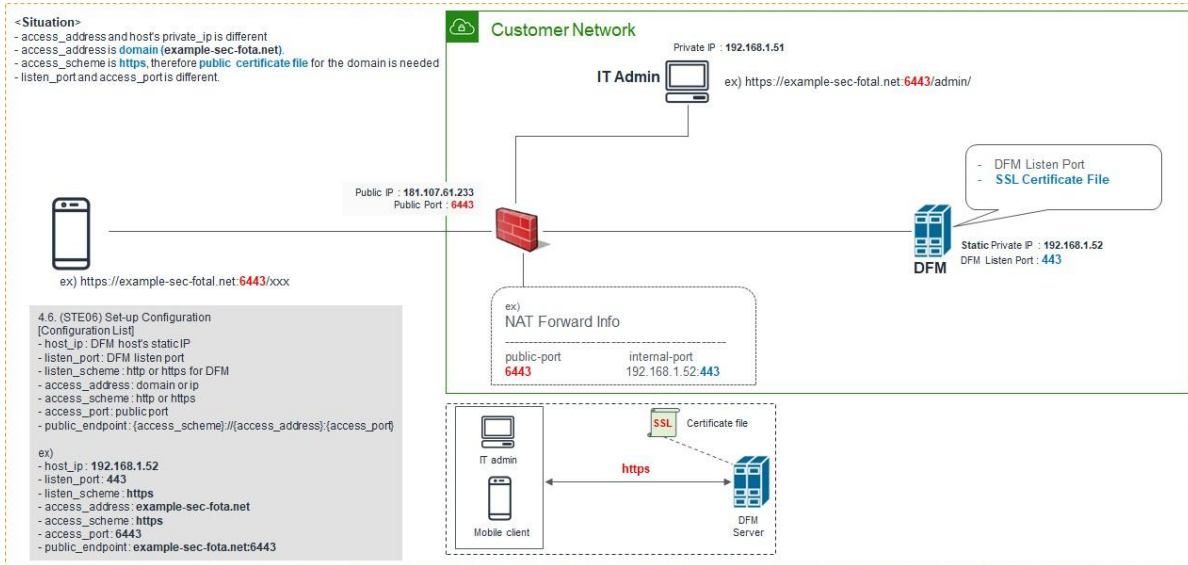 <Situation>
- access_address and host's private_ip is different
- access_address is domain (example-sec-fota.net).
- access_scheme is https, therefore public certificate file for the domain is needed
- listen_port and access_port is different.
Customer Network
Private IP : 192.168.1.51
IT Admin
ex) https://example-sec-fotal.net:6443/admin/
- DFM Listen Port
- SSL Certificate File
Public IP : 181.107.61.233
Public Port : 6443
Static Private IP : 192.168.1.52
DFM Listen Port : 443
DFM
ex) https://example-sec-fotal.net:6443/xxx
ex)
NAT Forward Info
public-port internal-port
6443 192.168.1.52:443
4.6. (STE06) Set-up Configuration
[Configuration List]
- host_ip : DFM host's static IP
- listen_port : DFM listen port
- listen_scheme : http or https for DFM
- access_address : domain or ip
- access_scheme : http or https
- access_port : public port
- public_endpoint : {access_scheme}://{access_address}:{access_port}
ex)
- host_ip : 192.168.1.52
- listen_port : 443
- listen_scheme : https
- access_address : example-sec-fota.net
- access_scheme : https
- access_port : 6443
- public_endpoint : example-sec-fota.net:6443
SSL
Certificate file
IT admin
https
Mobile client
DFM
Server